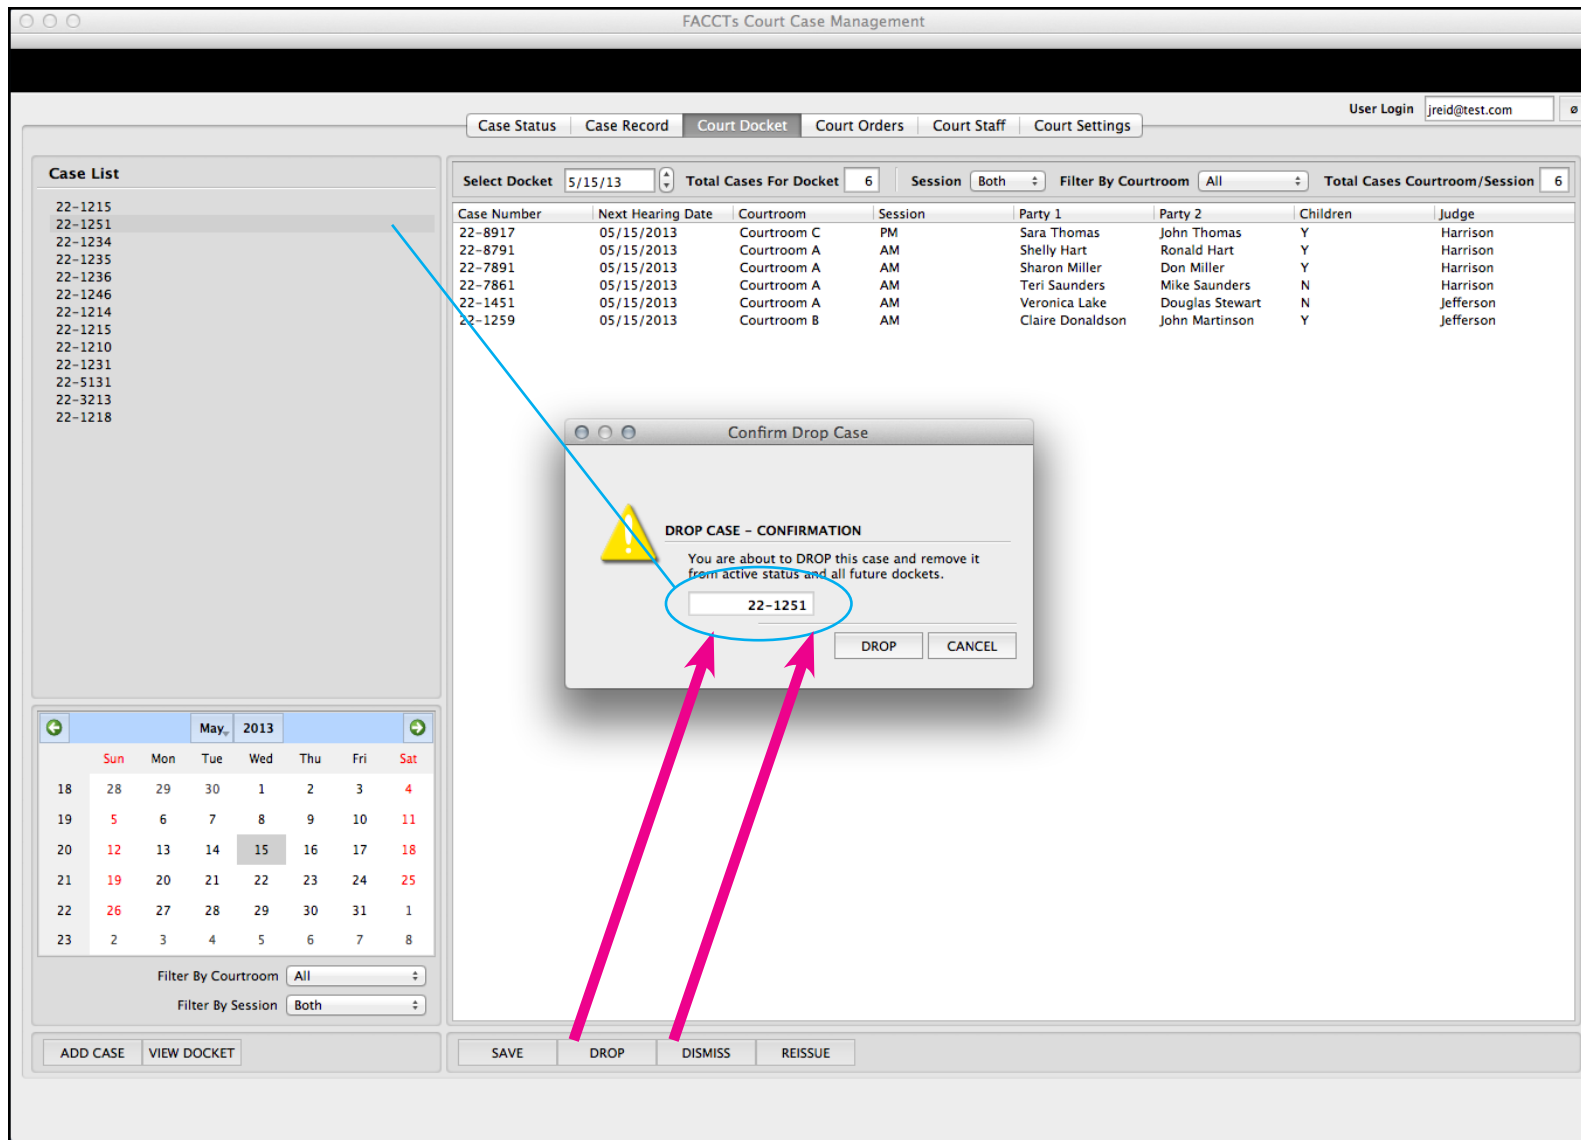 FACCTs Court Case Management
User Login jreid@test.com ø
Case Status Case Record Court Docket Court Orders Court Staff Court Settings
Case List
22-1215
22-1251
22-1234
22-1235
22-1236
22-1246
22-1214
22-1215
22-1210
22-1231
22-5131
22-3213
22-1218
Select Docket 5/15/13 Total Cases For Docket 6 Session Both Filter By Courtroom All Total Cases Courtroom/Session 6
Case Number Next Hearing Date Courtroom Session Party 1 Party 2 Children Judge
22-8917 05/15/2013 Courtroom C PM Sara Thomas John Thomas Y Harrison
22-8791 05/15/2013 Courtroom A AM Shelly Hart Ronald Hart Y Harrison
22-7891 05/15/2013 Courtroom A AM Sharon Miller Don Miller Y Harrison
22-7861 05/15/2013 Courtroom A AM Teri Saunders Mike Saunders N Harrison
22-1451 05/15/2013 Courtroom A AM Veronica Lake Douglas Stewart N Jefferson
22-1259 05/15/2013 Courtroom B AM Claire Donaldson John Martinson Y Jefferson
Confirm Drop Case
DROP CASE - CONFIRMATION
You are about to DROP this case and remove it
from active status and all future dockets.
22-1251
DROP CANCEL
May 2013
Sun Mon Tue Wed Thu Fri Sat
18 28 29 30 1 2 3 4
19 5 6 7 8 9 10 11
20 12 13 14 15 16 17 18
21 19 20 21 22 23 24 25
22 26 27 28 29 30 31 1
23 2 3 4 5 6 7 8
Filter By Courtroom All
Filter By Session Both
ADD CASE VIEW DOCKET
SAVE DROP DISMISS REISSUE